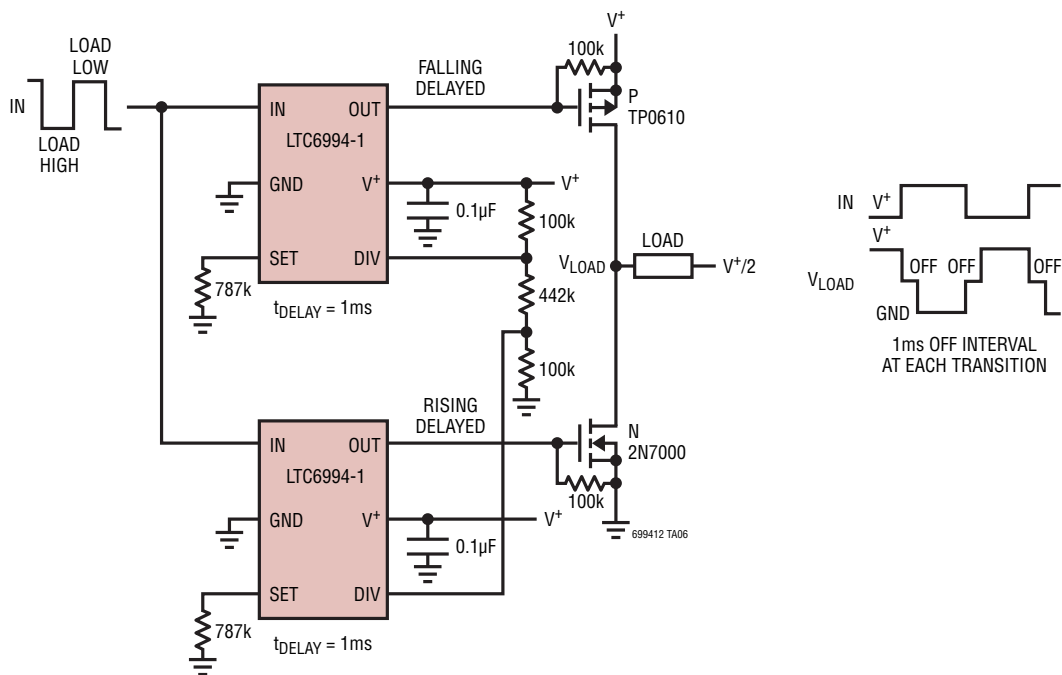 IN
LOAD
LOW
LOAD
HIGH
FALLING
DELAYED
IN
OUT
LTC6994-1
GND
V+
SET
DIV
787k
tDELAY = 1ms
0.1µF
V+
100k
442k
100k
V+
100k
P
TP0610
VLOAD
LOAD
V+/2
RISING
DELAYED
IN
OUT
LTC6994-1
GND
V+
SET
DIV
787k
tDELAY = 1ms
0.1µF
V+
N
2N7000
100k
699412 TA06
IN
V+
V+
VLOAD
OFF
OFF
OFF
GND
1ms OFF INTERVAL
AT EACH TRANSITION